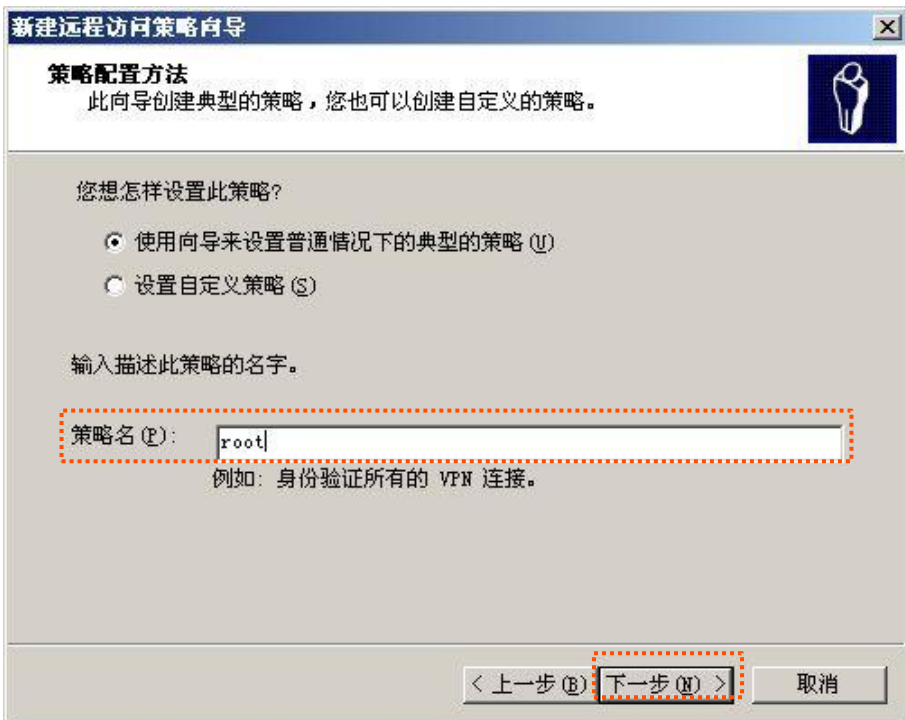 新建远程访问策略向导
策略配置方法
此向导创建典型的策略，您也可以创建自定义的策略。
您想怎样设置此策略?
使用向导来设置普通情况下的典型的策略(U)
设置自定义策略(S)
输入描述此策略的名字。
策略名(P): root
例如: 身份验证所有的 VPN 连接。
< 上一步(B) 下一步(N) > 取消